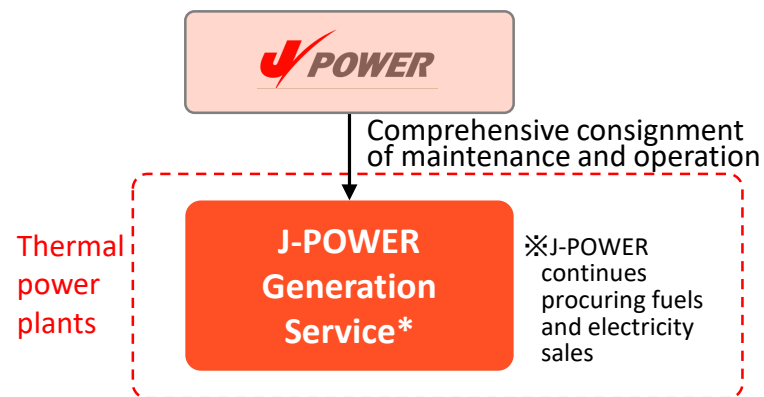 J POWER
Comprehensive consignment
of maintenance and operation
Thermal
power
plants
J-POWER
Generation
Service*
※J-POWER
continues
procuring fuels
and electricity
sales